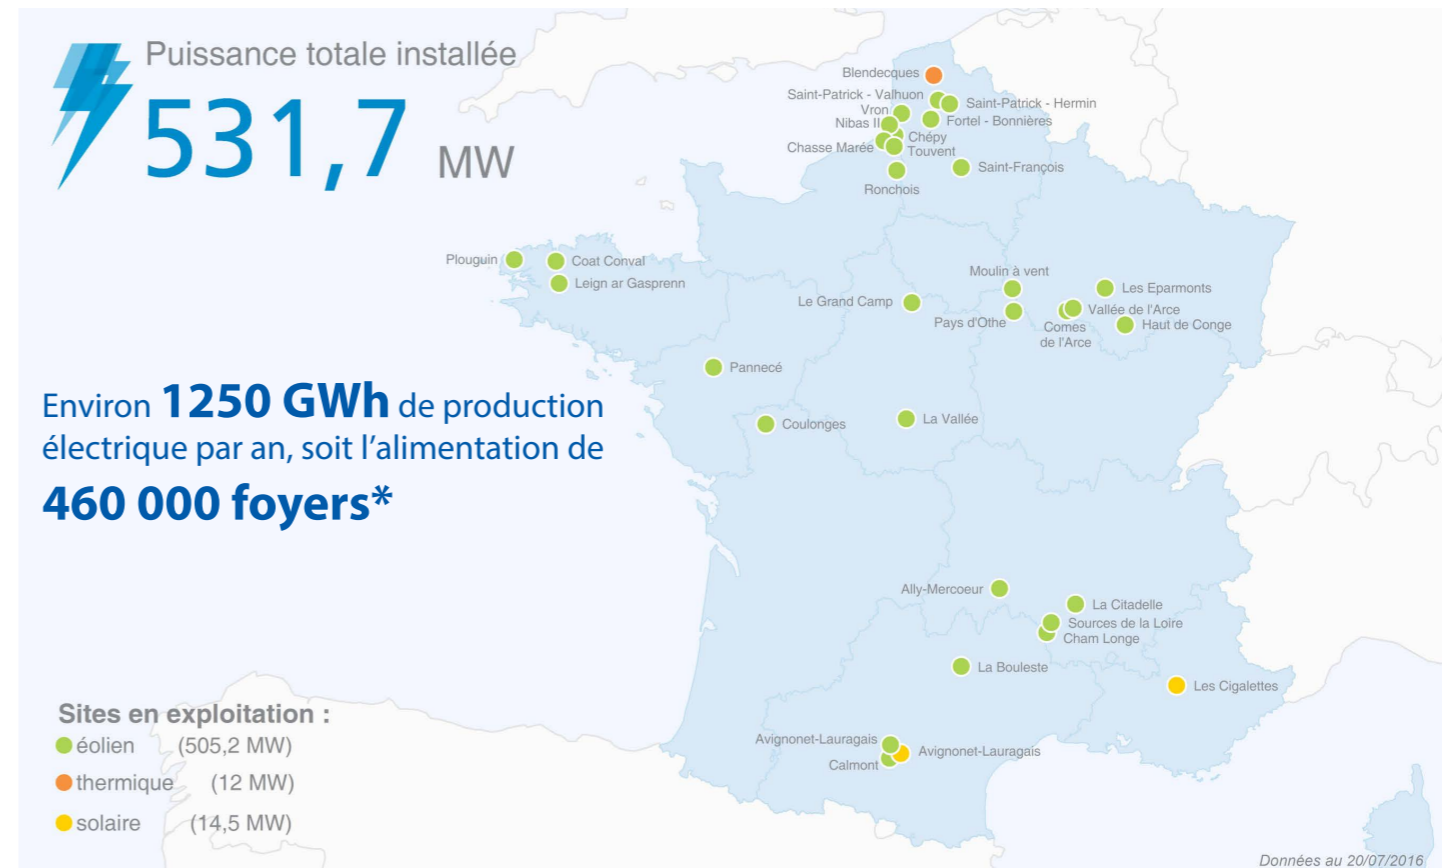 Puissance totale installée
531,7 MW
Blendecques
Saint-Patrick - Valhuon
Saint-Patrick - Hermin
Vron
Fortel - Bonnières
Nibas II
Chépy
Chasse Marée
Touvent
Saint-François
Ronchois
Plouguin
Coat Conval
Leign ar Gasprenn
Moulin à vent
Les Eparmonts
Le Grand Camp
Vallée de l'Arce
Pays d'Othe
Comes
de l'Arce
Haut de Conge
Pannecé
Environ 1250 GWh de production
électrique par an, soit l’alimentation de
460 000 foyers*
Coulonges
La Vallée
Ally-Mercoeur
La Citadelle
Sources de la Loire
Cham Longe
La Bouleste
Les Cigalettes
Avignonet-Lauragais
Avignonet-Lauragais
Calmont
Sites en exploitation :
éolien (505,2 MW)
thermique (12 MW)
solaire (14,5 MW)
Données au 20/07/2016